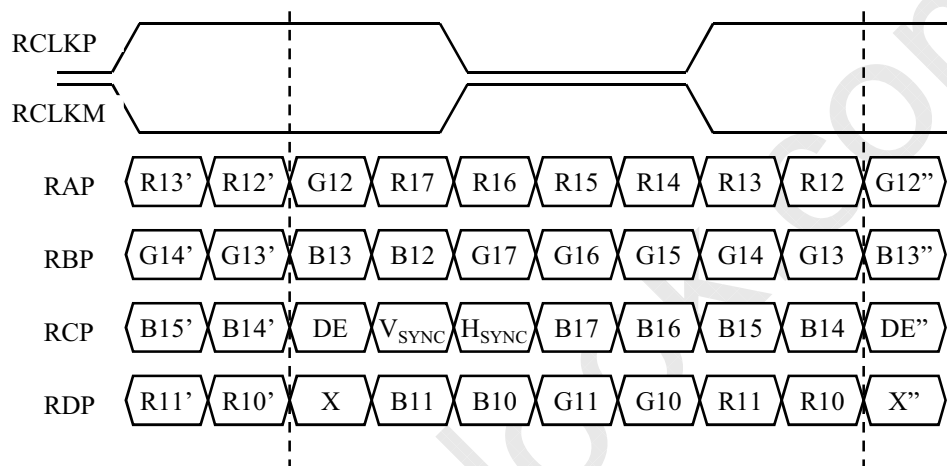 RCLKP
RCLKM
RAP R13’ R12’ G12 R17 R16 R15 R14 R13 R12 G12”
RBP G14’ G13’ B13 B12 G17 G16 G15 G14 G13 B13”
RCP B15’ B14’ DE VSYNC HSYNC B17 B16 B15 B14 DE”
RDP R11’ R10’ X B11 B10 G11 G10 R11 R10 X”